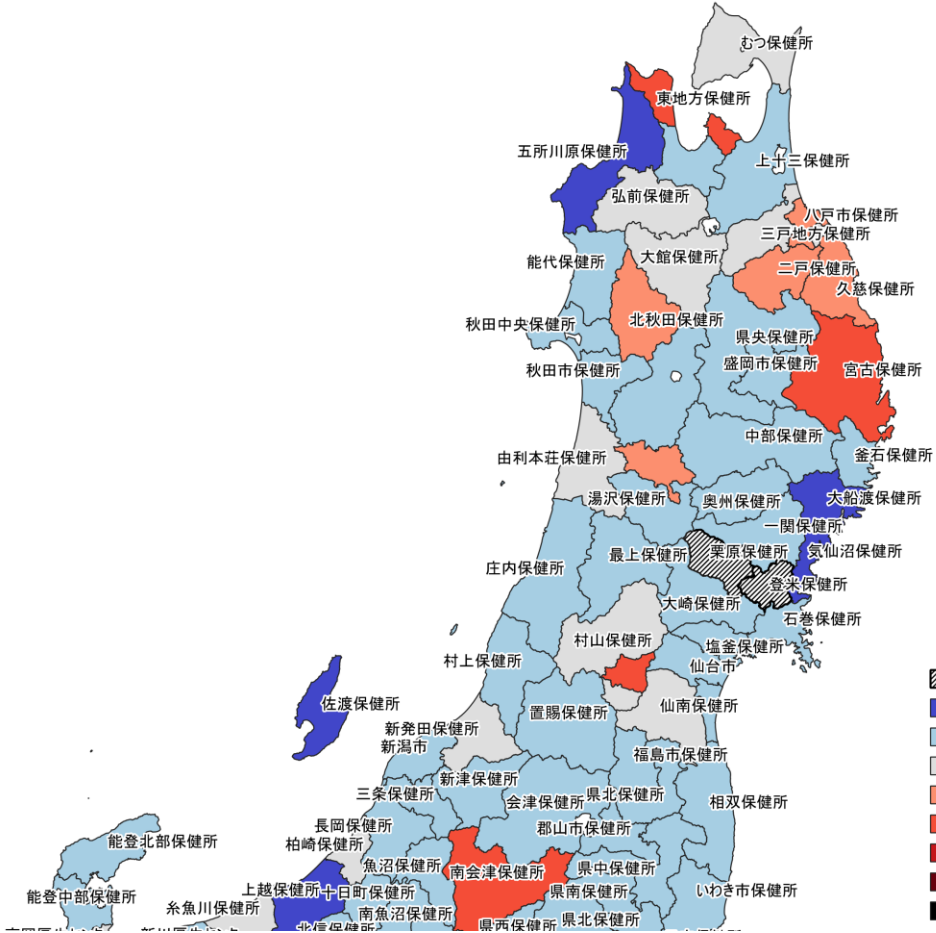 むつ保健所
東地方保健所
五所川原保健所
上十三保健所
弘前保健所
八戸市保健所
三戸地方保健所
能代保健所
大館保健所
二戸保健所
久慈保健所
北秋田保健所
秋田中央保健所
県央保健所
盛岡市保健所
秋田市保健所
宮古保健所
中部保健所
釜石保健所
由利本荘保健所
湯沢保健所
奥州保健所
大船渡保健所
一関保健所
最上保健所
栗原保健所
気仙沼保健所
庄内保健所
登米保健所
大崎保健所
石巻保健所
村山保健所
塩釜保健所
村上保健所
仙台市
佐渡保健所
置賜保健所
仙南保健所
新発田保健所
新潟市
福島市保健所
新津保健所
三条保健所
会津保健所
県北保健所
相双保健所
長岡保健所
郡山市保健所
能登北部保健所
柏崎保健所
魚沼保健所
南会津保健所
県中保健所
上越保健所
十日町保健所
県南保健所
いわき市保健所
能登中部保健所
糸魚川保健所
南魚沼保健所
県西保健所
県北保健所
北信保健所